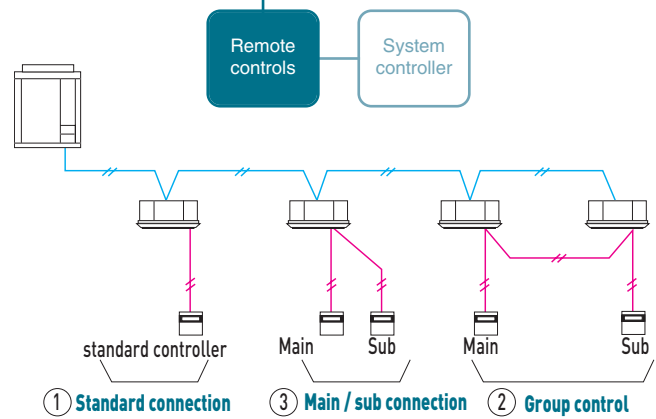 Remote
controls
System
controller
standard controller
Main
Sub
Main
Sub
1 Standard connection
3 Main / sub connection
2 Group control